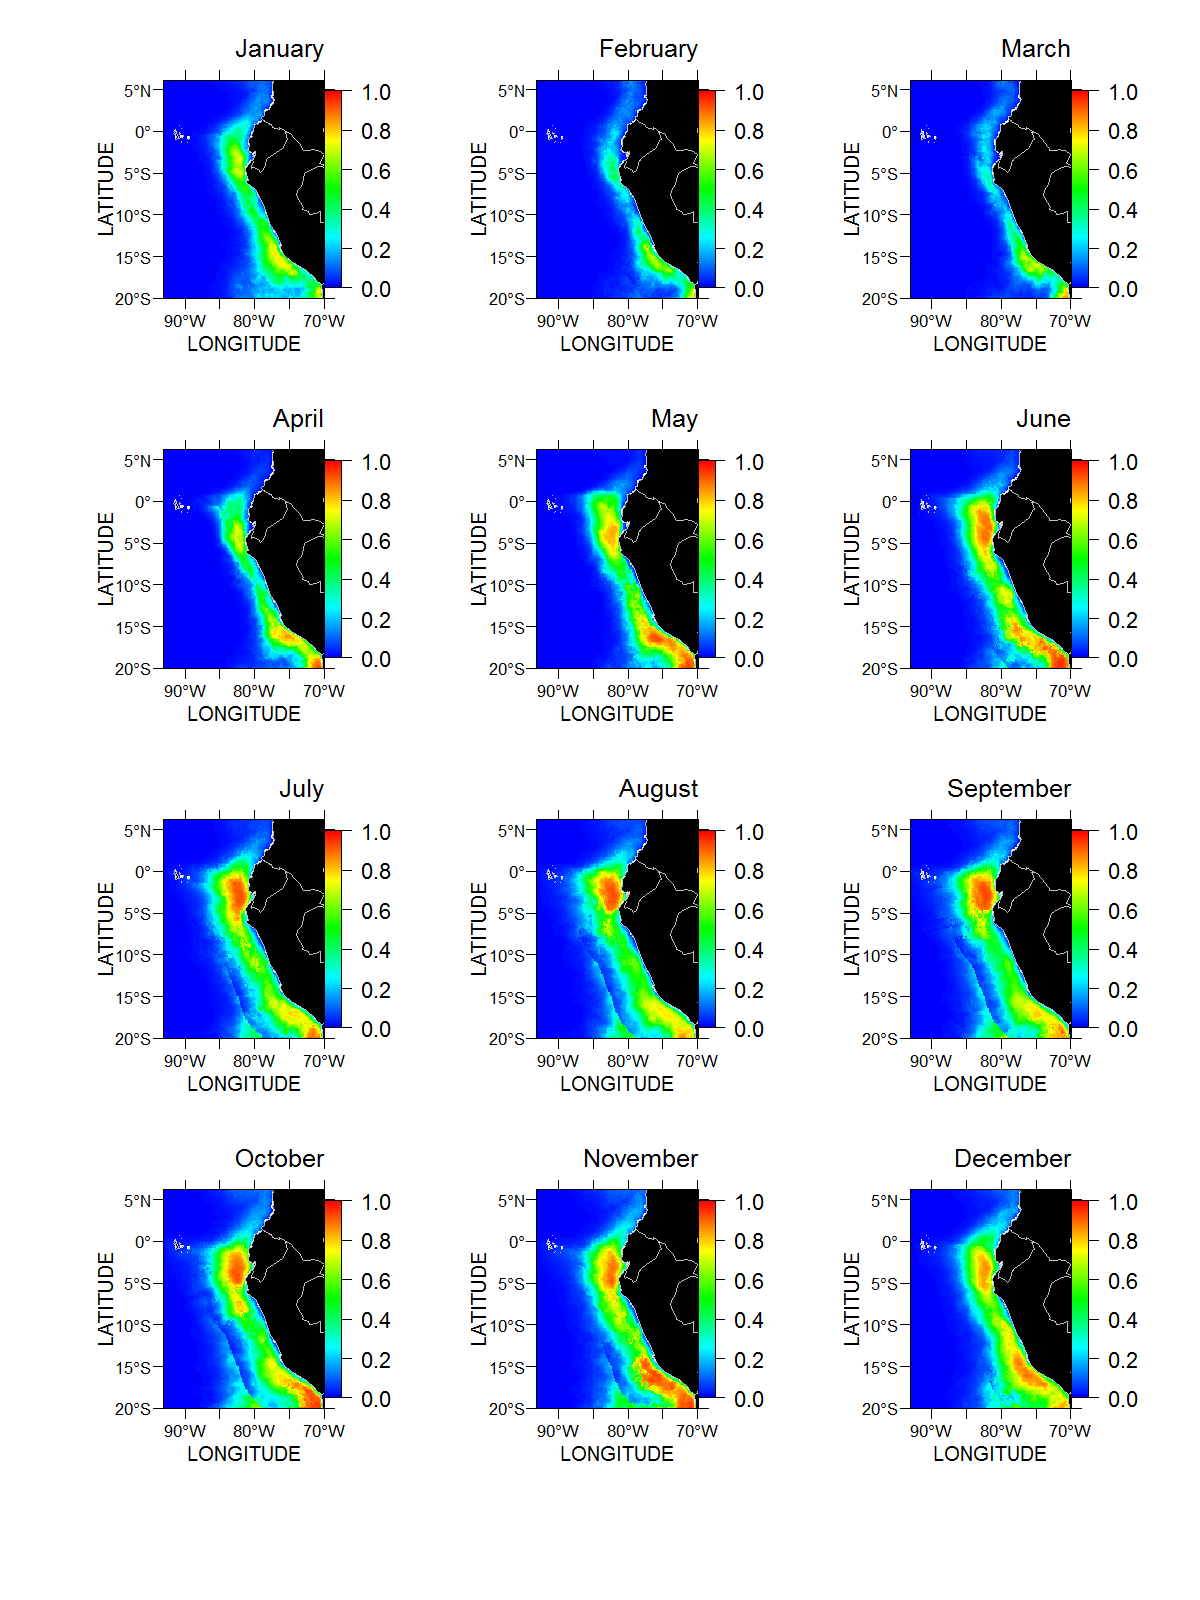 January February March
5°N 0° 5°S 10°S 15°S 20°S
LATITUDE
90°W 80°W 70°W
LONGITUDE
1.0 0.8 0.6 0.4 0.2 0.0
5°N 0° 5°S 10°S 15°S 20°S
LATITUDE
90°W 80°W 70°W
LONGITUDE
1.0 0.8 0.6 0.4 0.2 0.0
5°N 0° 5°S 10°S 15°S 20°S
LATITUDE
90°W 80°W 70°W
LONGITUDE
1.0 0.8 0.6 0.4 0.2 0.0
April May June
5°N 0° 5°S 10°S 15°S 20°S
LATITUDE
90°W 80°W 70°W
LONGITUDE
1.0 0.8 0.6 0.4 0.2 0.0
5°N 0° 5°S 10°S 15°S 20°S
LATITUDE
90°W 80°W 70°W
LONGITUDE
1.0 0.8 0.6 0.4 0.2 0.0
5°N 0° 5°S 10°S 15°S 20°S
LATITUDE
90°W 80°W 70°W
LONGITUDE
1.0 0.8 0.6 0.4 0.2 0.0
July August September
5°N 0° 5°S 10°S 15°S 20°S
LATITUDE
90°W 80°W 70°W
LONGITUDE
1.0 0.8 0.6 0.4 0.2 0.0
5°N 0° 5°S 10°S 15°S 20°S
LATITUDE
90°W 80°W 70°W
LONGITUDE
1.0 0.8 0.6 0.4 0.2 0.0
5°N 0° 5°S 10°S 15°S 20°S
LATITUDE
90°W 80°W 70°W
LONGITUDE
1.0 0.8 0.6 0.4 0.2 0.0
October November December
5°N 0° 5°S 10°S 15°S 20°S
LATITUDE
90°W 80°W 70°W
LONGITUDE
1.0 0.8 0.6 0.4 0.2 0.0
5°N 0° 5°S 10°S 15°S 20°S
LATITUDE
90°W 80°W 70°W
LONGITUDE
1.0 0.8 0.6 0.4 0.2 0.0
5°N 0° 5°S 10°S 15°S 20°S
LATITUDE
90°W 80°W 70°W
LONGITUDE
1.0 0.8 0.6 0.4 0.2 0.0